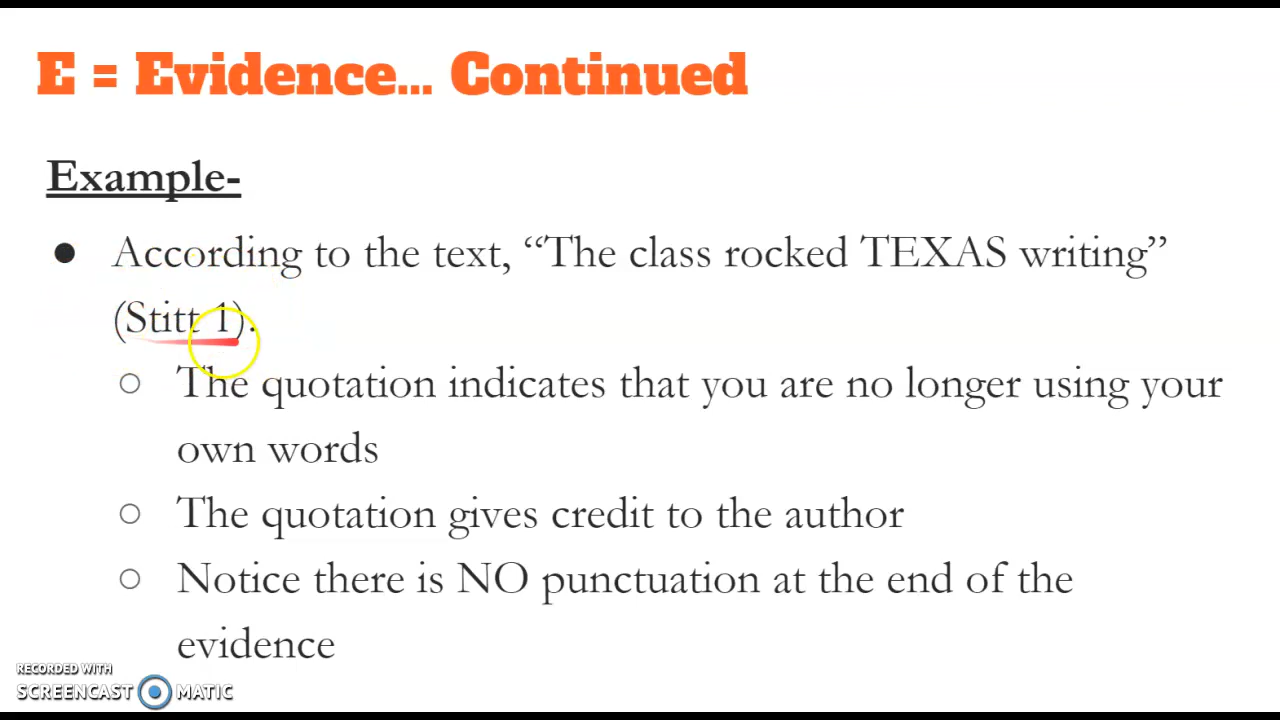 E = Evidence... Continued
Example-
● According to the text, “The class rocked TEXAS writing”
(Stitt 1).
○ The quotation indicates that you are no longer using your
own words
○ The quotation gives credit to the author
○ Notice there is NO punctuation at the end of the
evidence
RECORDED WITH
SCREENCAST MATIC